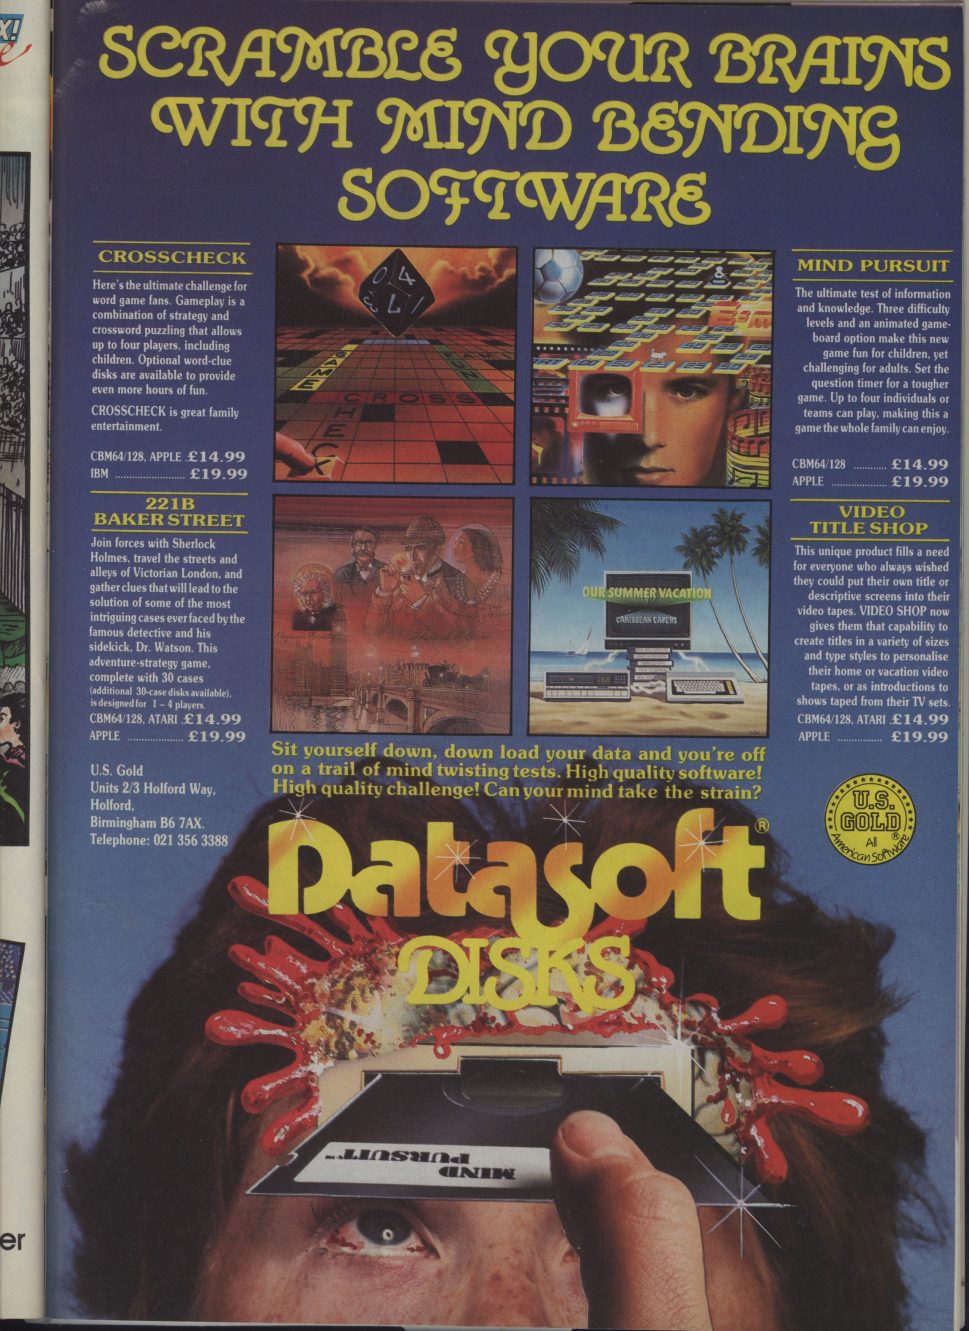 X!
SCRAMBLE YOUR BRAINS
WITH MIND BENDING
SOFTWARE
CROSSCHECK
Here's the ultimate challenge for
word game fans. Gameplay is a
combination of strategy and
crossword puzzling that allows
up to four players, including
children. Optional word-clue
disks are available to provide
even more hours of fun.
CROSSCHECK is great family
entertainment.
CBM64/128, APPLE .£14.99
IBM ..................... £19.99
221B
BAKER STREET
Join forces with Sherlock
Holmes, travel the streets and
alleys of Victorian London, and
gather clues that will lead to the
solution of some of the most
intriguing cases ever faced by the
famous detective and his
sidekick, Dr. Watson. This
adventure-strategy game,
complete with 30 cases
(additional 30-case disks available),
is designed for 1 – 4 players.
CBM64/128, ATARI .£14.99
APPLE .................... £19.99
U.S. Gold
Units 2/3 Holford Way,
Holford,
Birmingham B6 7AX.
Telephone: 021 356 3388
GAME
FUN
CROSS
CHECK
OUR SUMMER VACATION
CARIBBEAN CAPERS
MIND PURSUIT
The ultimate test of information
and knowledge. Three difficulty
levels and an animated game-
board option make this new
game fun for children, yet
challenging for adults. Set the
question timer for a tougher
game. Up to four individuals or
teams can play, making this a
game the whole family can enjoy.
CBM64/128 ............ £14.99
APPLE .................... £19.99
VIDEO
TITLE SHOP
This unique product fills a need
for everyone who always wished
they could put their own title or
descriptive screens into their
video tapes. VIDEO SHOP now
gives them that capability to
create titles in a variety of sizes
and type styles to personalise
their home or vacation video
tapes, or as introductions to
shows taped from their TV sets.
CBM64/128, ATARI .£14.99
APPLE ................ £19.99
Sit yourself down, down load your data and you're off
on a trail of mind twisting tests. High quality software!
High quality challenge! Can your mind take the strain?
U.S.
GOLD®
All
American Software
Datasoft®
DISKS
MIND
PURSUIT™
er